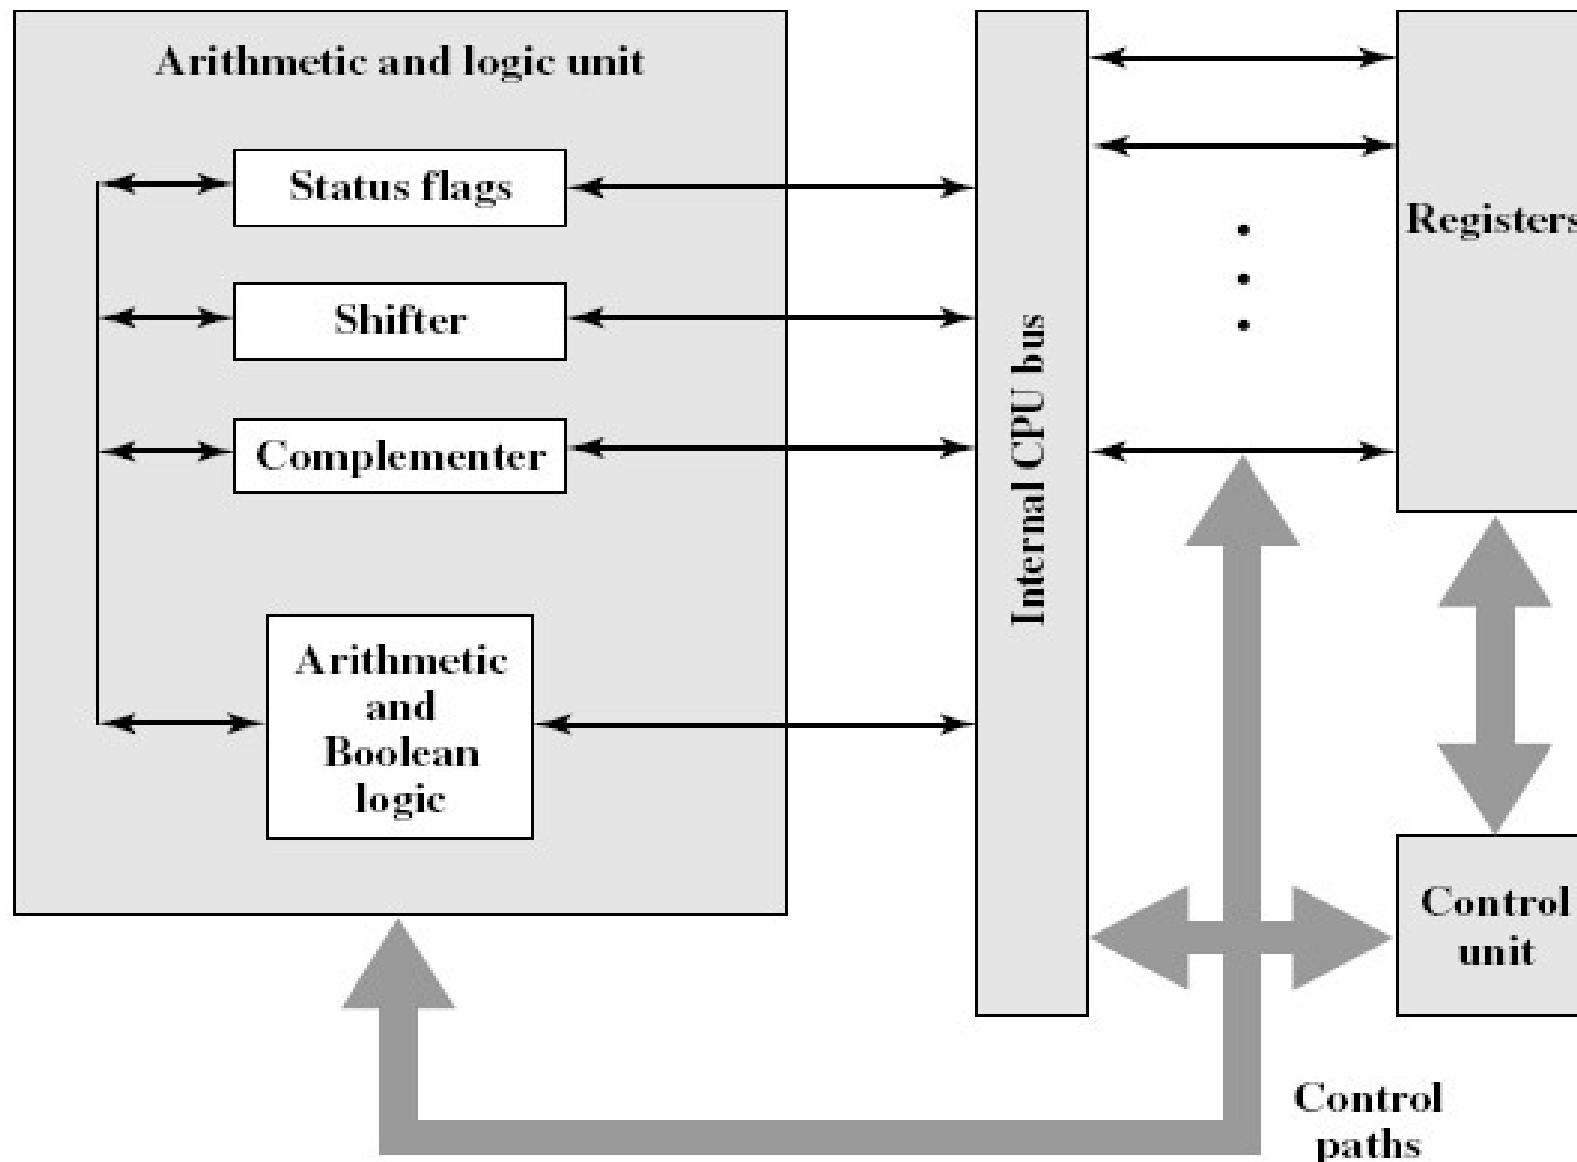 Arithmetic and logic unit
Status flags
Shifter
Complementer
Arithmetic
and
Boolean
logic
Internal CPU bus
Registers
Control
unit
Control
paths